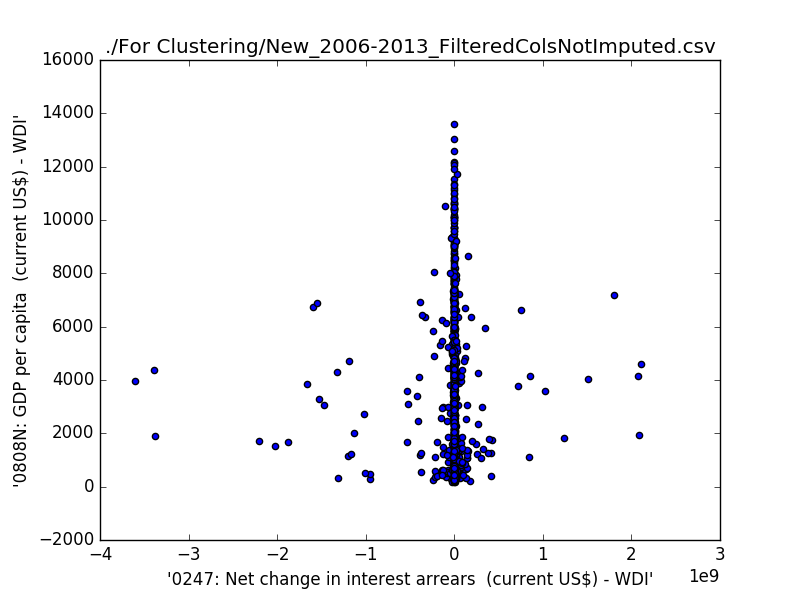 ./For Clustering/New_2006-2013_FilteredColsNotImputed.csv
16000
14000
12000
10000
8000
6000
4000
2000
0
−2000
'0808N: GDP per capita  (current US$) - WDI'
−4 −3 −2 −1 0 1 2 3
1e9
'0247: Net change in interest arrears  (current US$) - WDI'